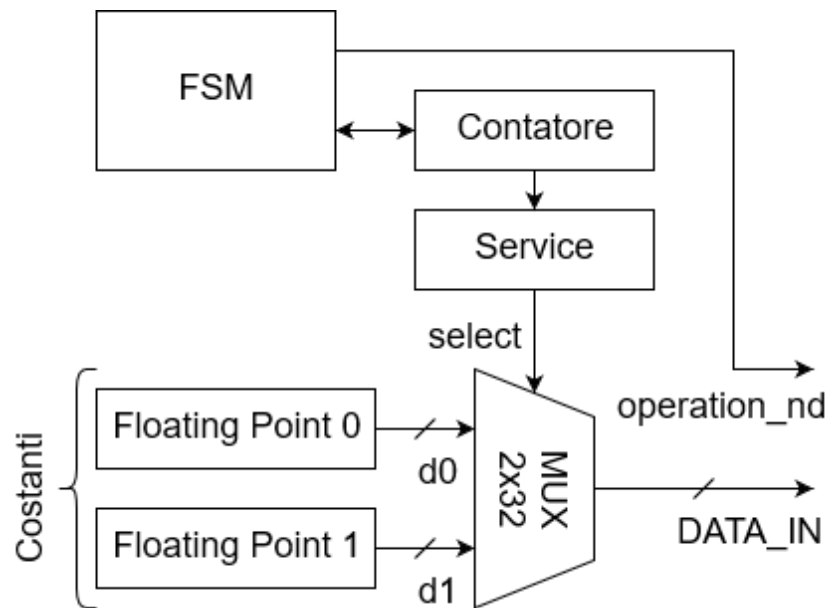 FSM
Contatore
Service
select
operation_nd
Costanti
Floating Point 0
d0
MUX
2x32
DATA_IN
Floating Point 1
d1